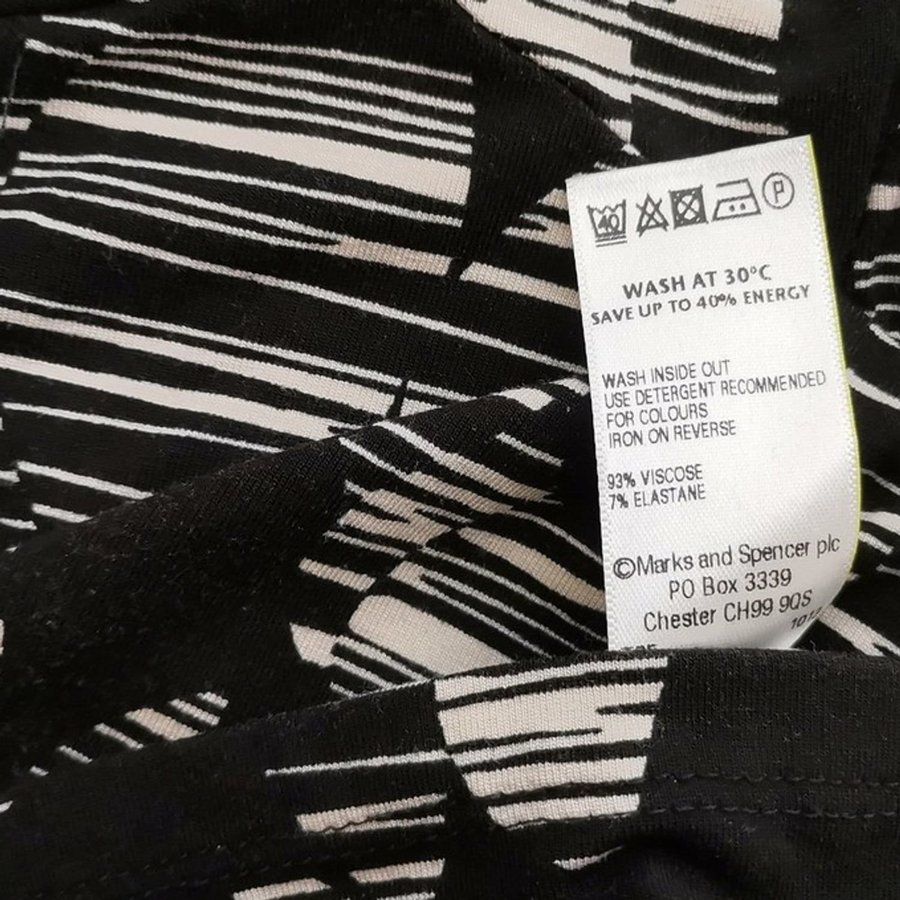 40 P
WASH AT 30°C
SAVE UP TO 40% ENERGY
WASH INSIDE OUT
USE DETERGENT RECOMMENDED
FOR COLOURS
IRON ON REVERSE
93% VISCOSE
7% ELASTANE
©Marks and Spencer plc
PO Box 3339
Chester CH99 9QS